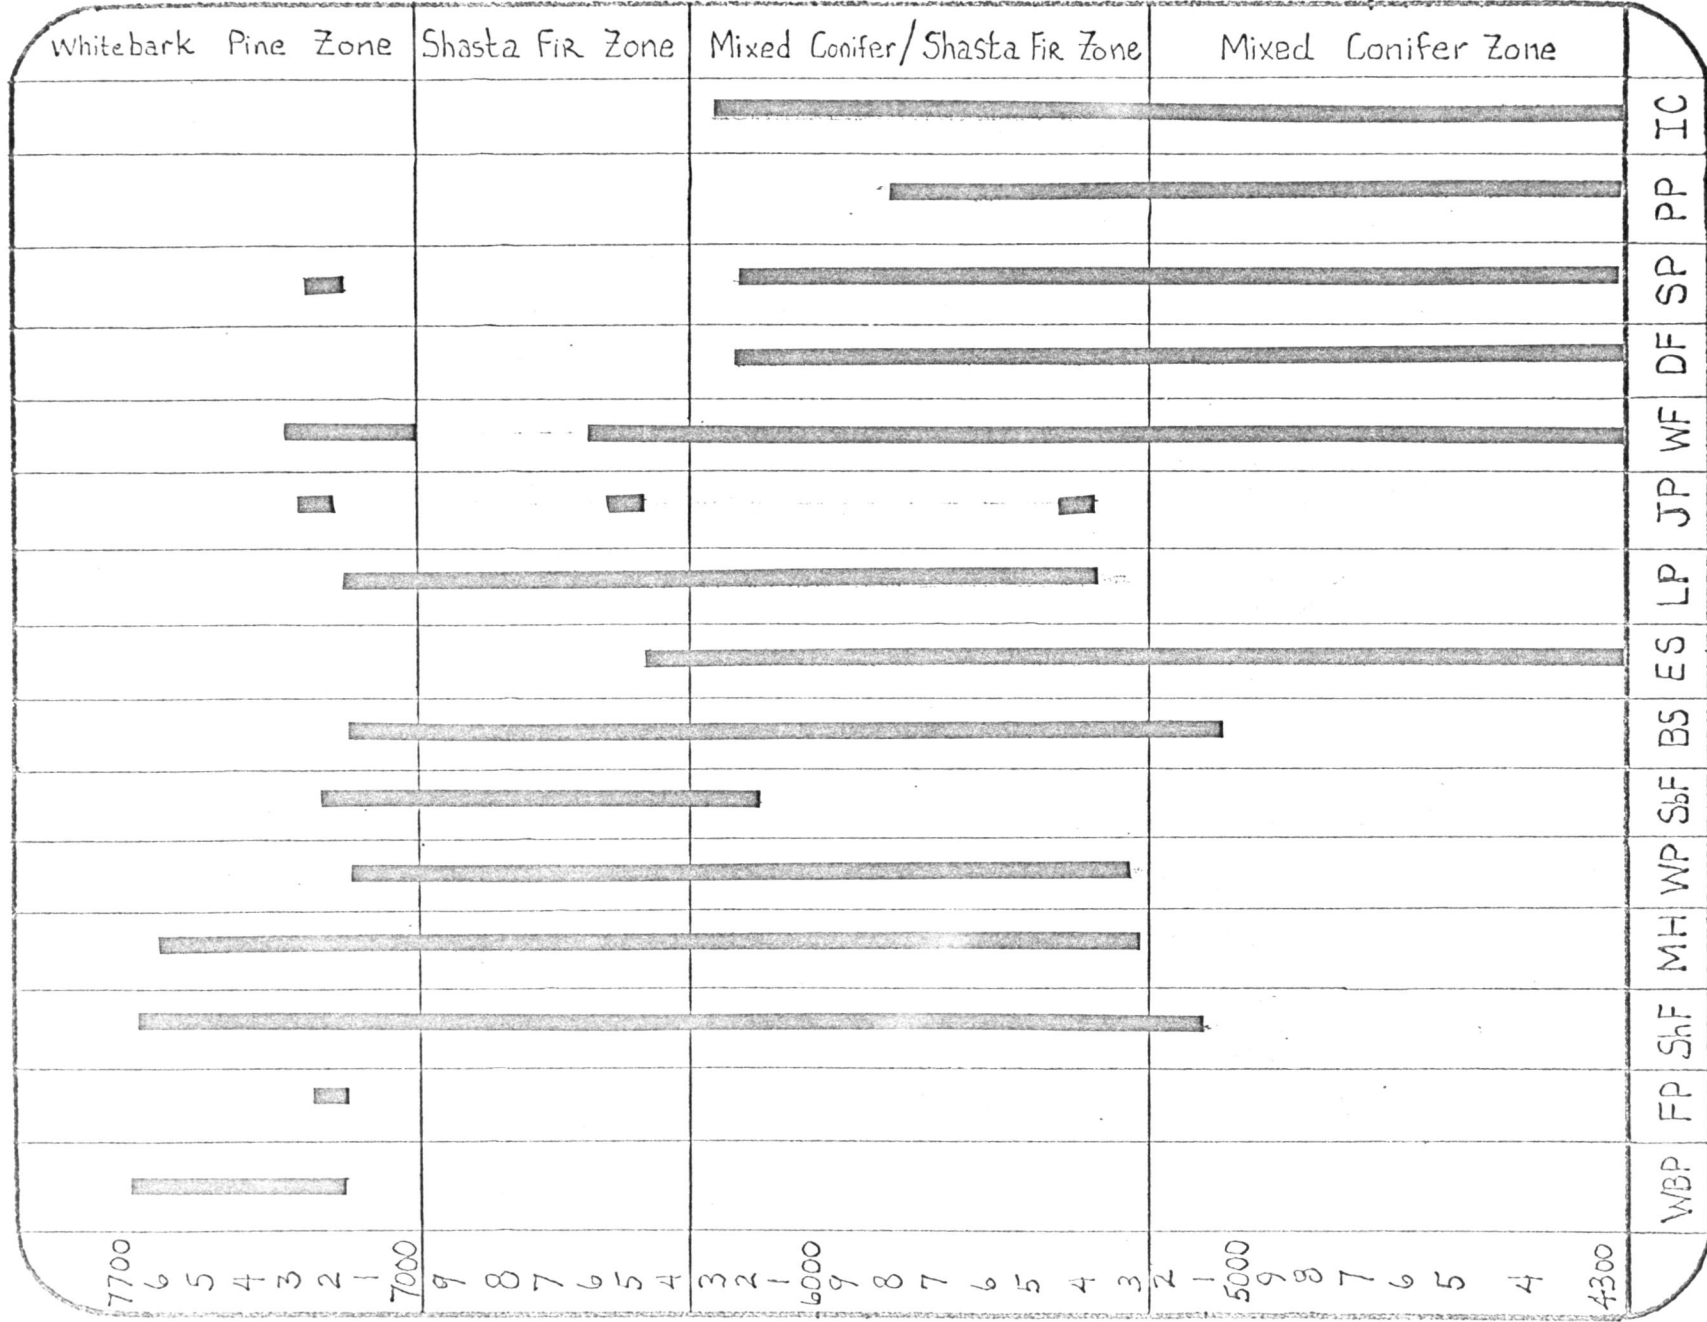 Whitebark Pine Zone
Shasta FiR Zone
Mixed Conifer/Shasta FiR Zone
Mixed Conifer Zone
IC
PP
SP
DF
WF
JP
LP
ES
BS
SbF
WP
MH
ShF
FP
WBP
7700
6
5
4
3
2
1
7000
9
8
7
6
5
4
3
2
1
6000
9
8
7
6
5
4
3
2
1
5000
9
8
7
6
5
4
4300